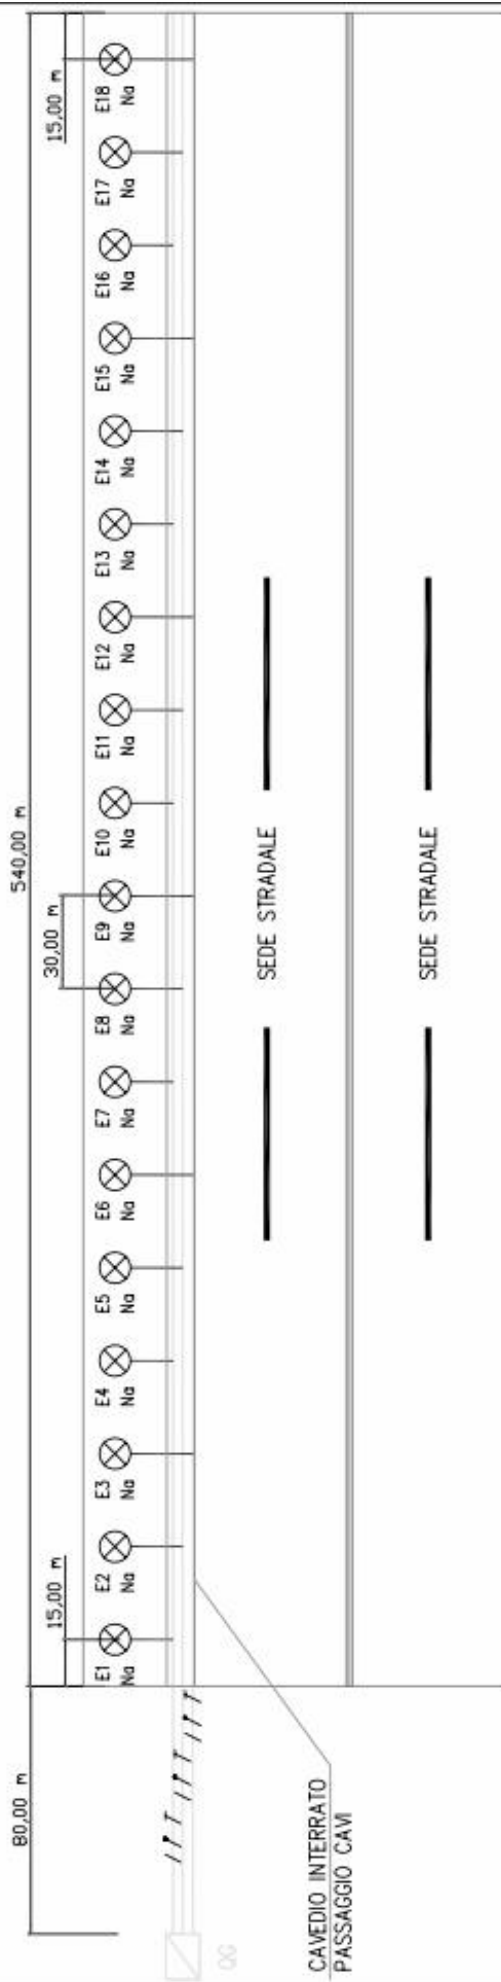 80,00 m
540,00 m
15,00 m
30,00 m
15,00 m
E1
Na
E2
Na
E3
Na
E4
Na
E5
Na
E6
Na
E7
Na
E8
Na
E9
Na
E10
Na
E11
Na
E12
Na
E13
Na
E14
Na
E15
Na
E16
Na
E17
Na
E18
Na
QG
CAVEDIO INTERRATO
PASSAGGIO CAVI
SEDE STRADALE
SEDE STRADALE